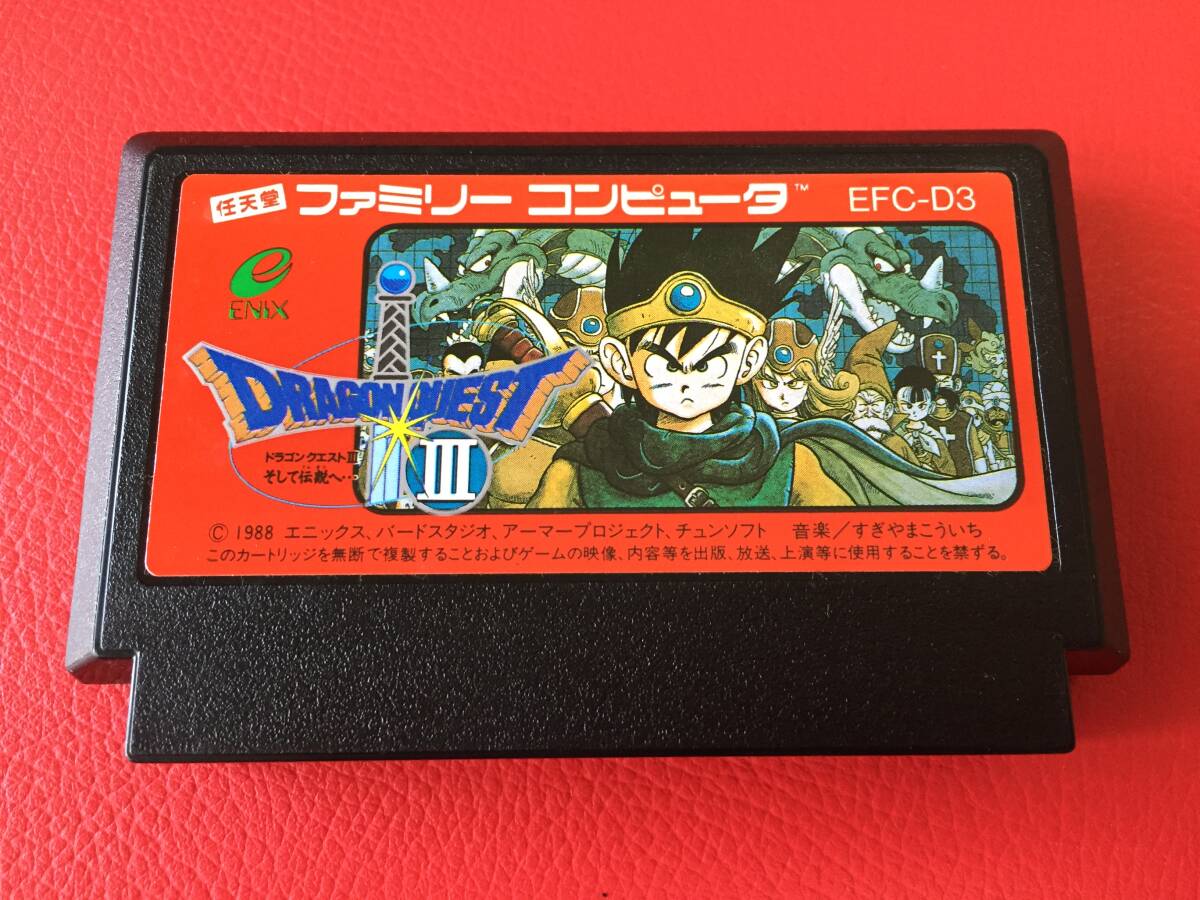 任天堂 ファミリー コンピュータ™ EFC-D3
ENIX
DRAGON QUEST
III
ドラゴンクエストIII
そして伝説へ…
© 1988 エニックス、バードスタジオ、アーマープロジェクト、チュンソフト 音楽／すぎやまこういち
このカートリッジを無断で複製することおよびゲームの映像、内容等を出版、放送、上演等に使用することを禁ずる。